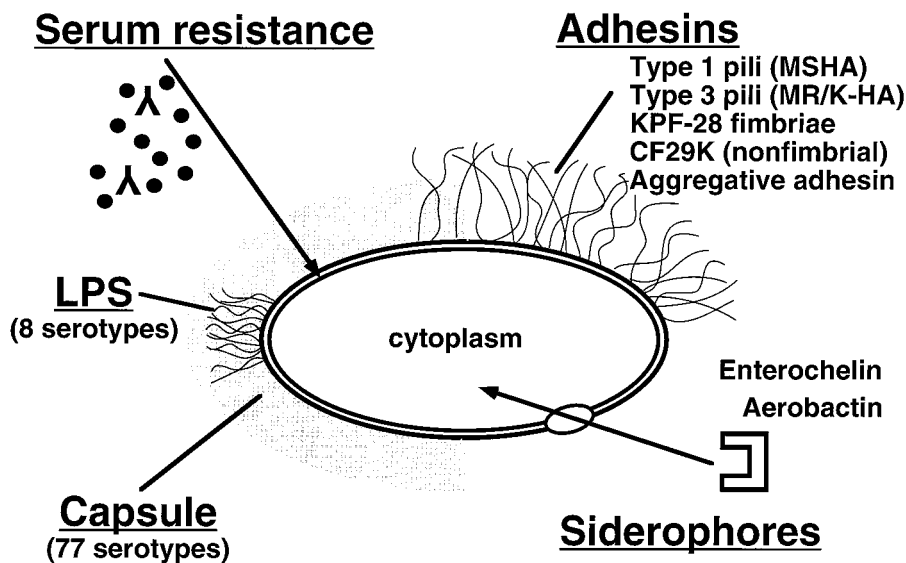 Serum resistance
Adhesins
Type 1 pili (MSHA)
Type 3 pili (MR/K-HA)
KPF-28 fimbriae
CF29K (nonfimbrial)
Aggregative adhesin
LPS
(8 serotypes)
cytoplasm
Enterochelin
Aerobactin
Capsule
(77 serotypes)
Siderophores